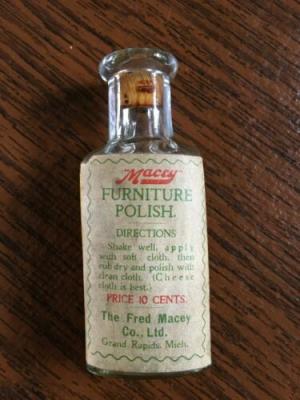 Macey
FURNITURE
POLISH.
DIRECTIONS
Shake well, apply
with soft cloth, then
rub dry and polish with
clean cloth. (Cheese
cloth is best.)
PRICE 10 CENTS.
The Fred Macey
Co., Ltd.
Grand Rapids, Mich.